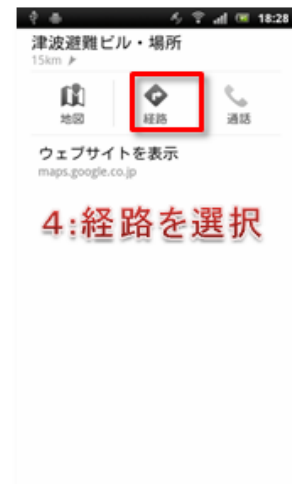 18:28
津波避難ビル・場所
15km
地図
経路
通話
ウェブサイトを表示
maps.google.co.jp
4:経路を選択